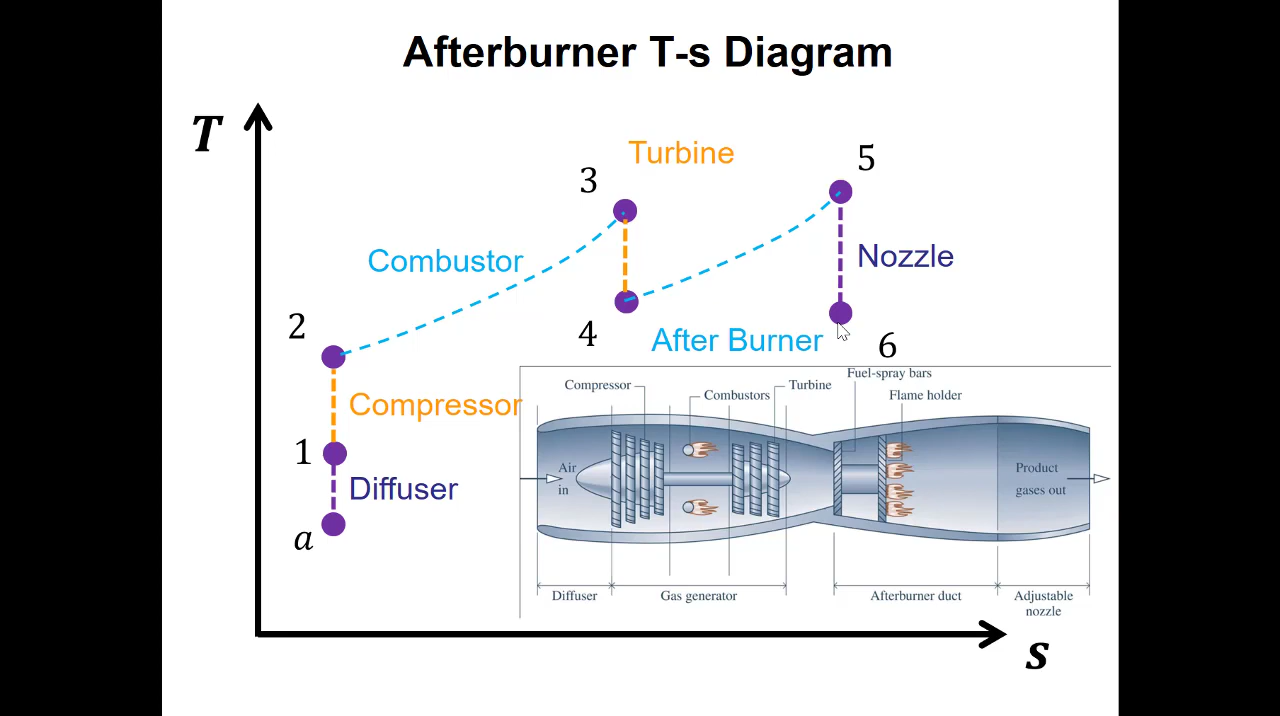 Afterburner T-s Diagram
T
Turbine
5
3
Combustor
Nozzle
2
4
After Burner
6
Compressor
1
Diffuser
a
s
Fuel-spray bars
Compressor
Turbine
Combustors
Flame holder
Air
in
Product
gases out
Diffuser
Gas generator
Afterburner duct
Adjustable
nozzle